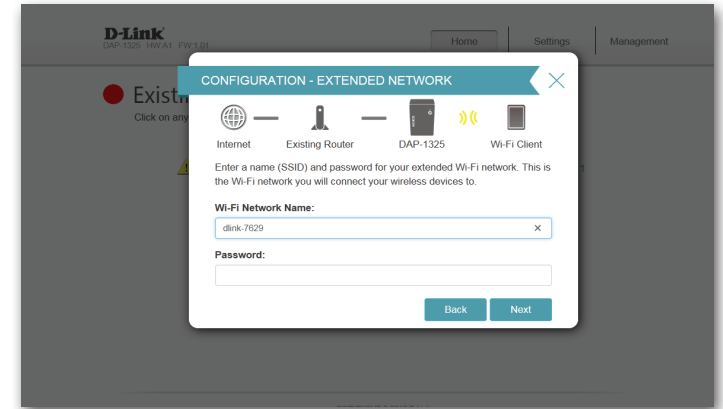 D-Link
DAP-1325 HW:A1 FW:1.01
Home
Settings
Management
CONFIGURATION - EXTENDED NETWORK
Click on any
Internet
Existing Router
DAP-1325
Wi-Fi Client
Enter a name (SSID) and password for your extended Wi-Fi network. This is
the Wi-Fi network you will connect your wireless devices to.
Wi-Fi Network Name:
dlink-7629
Password:
Back
Next